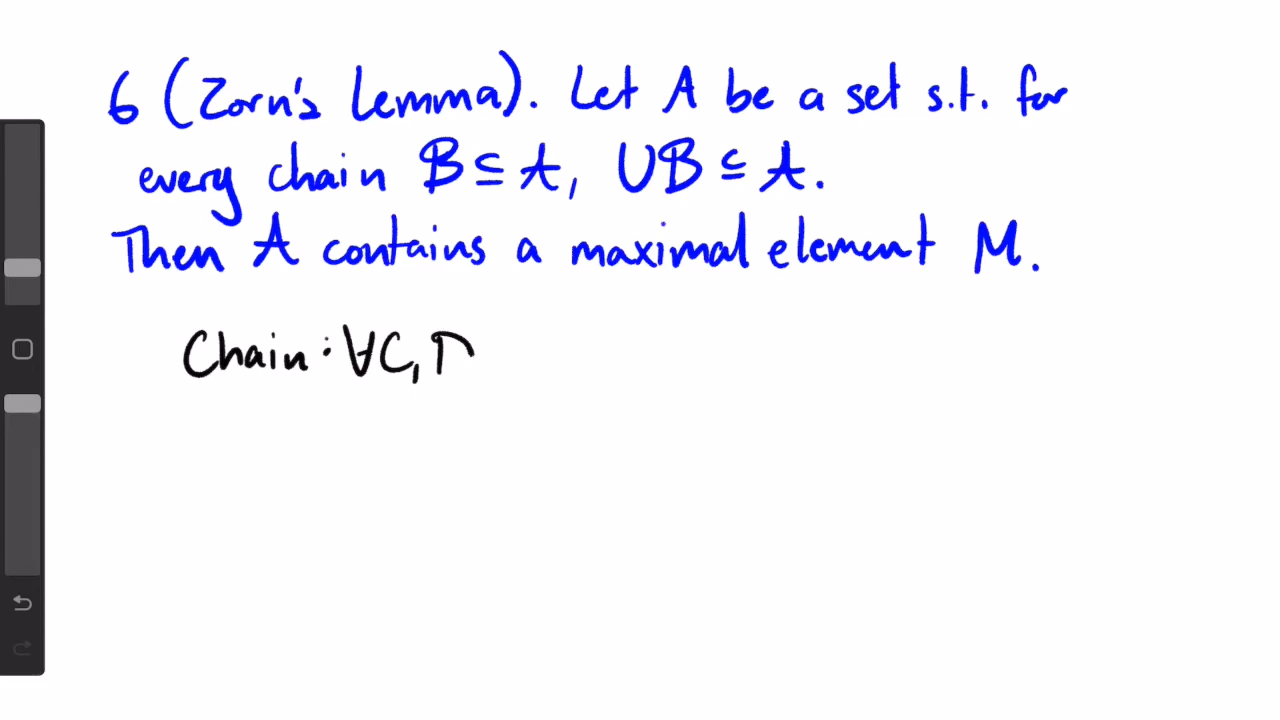 6 (Zorn's Lemma). Let A be a set s.t. for
every chain B ⊆ A, ∪B ⊆ A.
Then A contains a maximal element M.
Chain: ∀C,